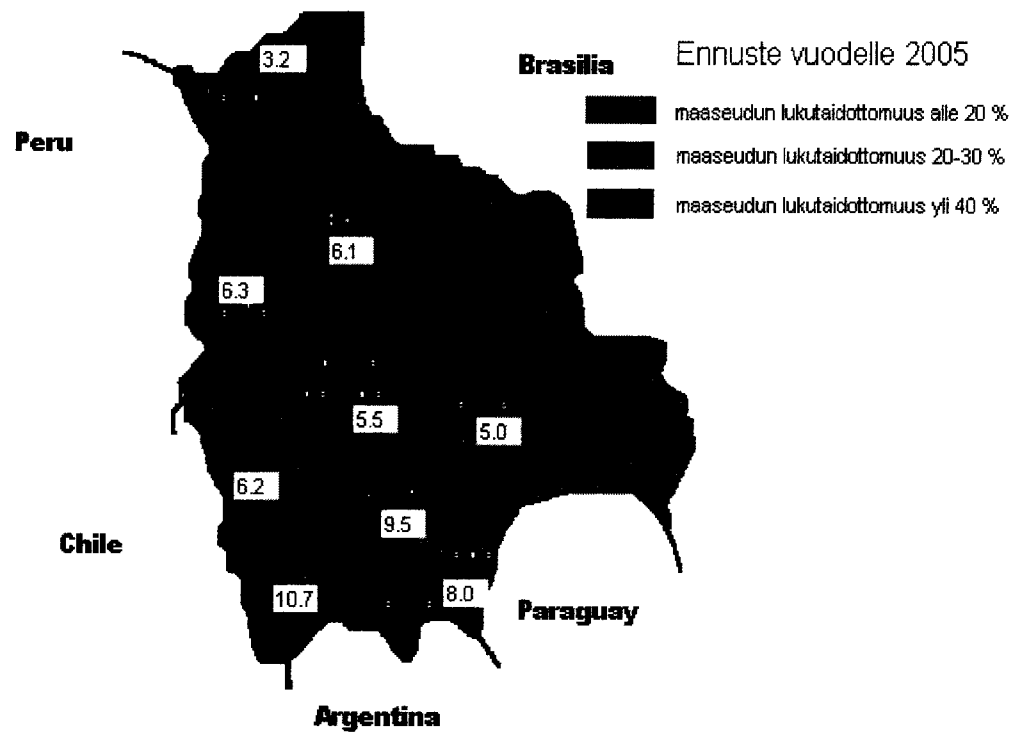 Ennuste vuodelle 2005
Brasilia
maaseudun lukutaidottomuus alle 20 %
maaseudun lukutaidottomuus 20-30 %
maaseudun lukutaidottomuus yli 40 %
Peru
3.2
6.1
6.3
5.5
5.0
6.2
9.5
Chile
10.7
8.0
Paraguay
Argentina